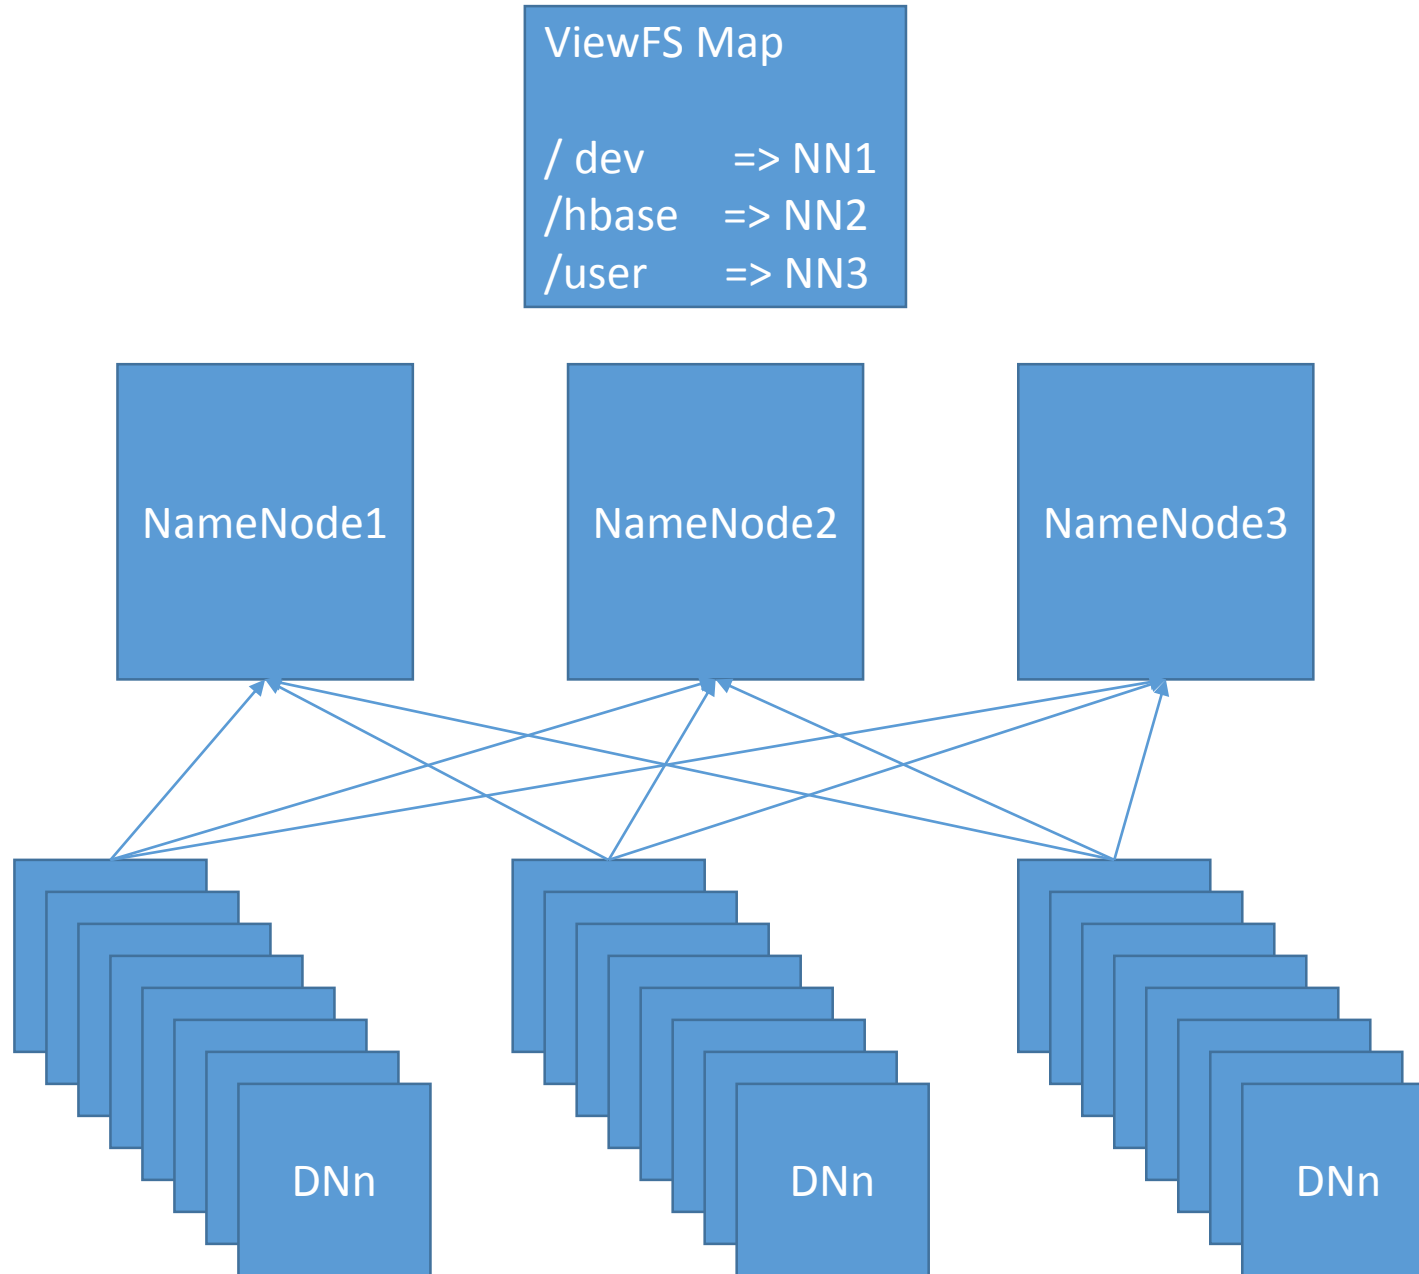 ViewFS Map
/ dev => NN1
/hbase => NN2
/user => NN3
NameNode1
NameNode2
NameNode3
DNn
DNn
DNn